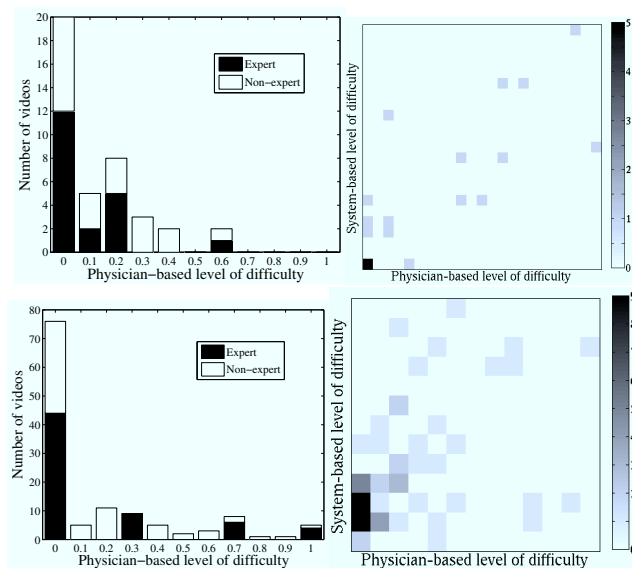 20
18
16
14
12
10
8
6
4
2
0
Number of videos
Expert
Non-expert
0 0.1 0.2 0.3 0.4 0.5 0.6 0.7 0.8 0.9 1
Physician-based level of difficulty
System-based level of difficulty
Physician-based level of difficulty
5
4
3
2
1
0
80
70
60
50
40
30
20
10
0
Number of videos
Expert
Non-expert
0 0.1 0.2 0.3 0.4 0.5 0.6 0.7 0.8 0.9 1
Physician-based level of difficulty
System-based level of difficulty
Physician-based level of difficulty